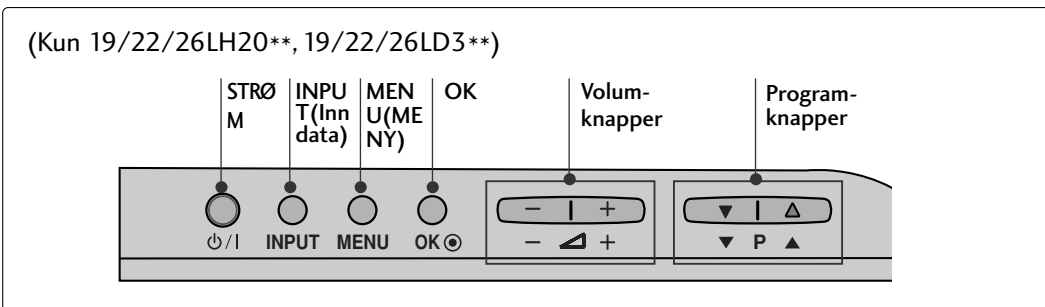 (Kun 19/22/26LH20**, 19/22/26LD3**)
STRØ
M
INPU
T(Inn
data)
MEN
U(ME
NY)
OK
Volum-
knapper
Program-
knapper
− +
▼ △
⏻/I INPUT MENU OK◉ − + ▼ P ▲